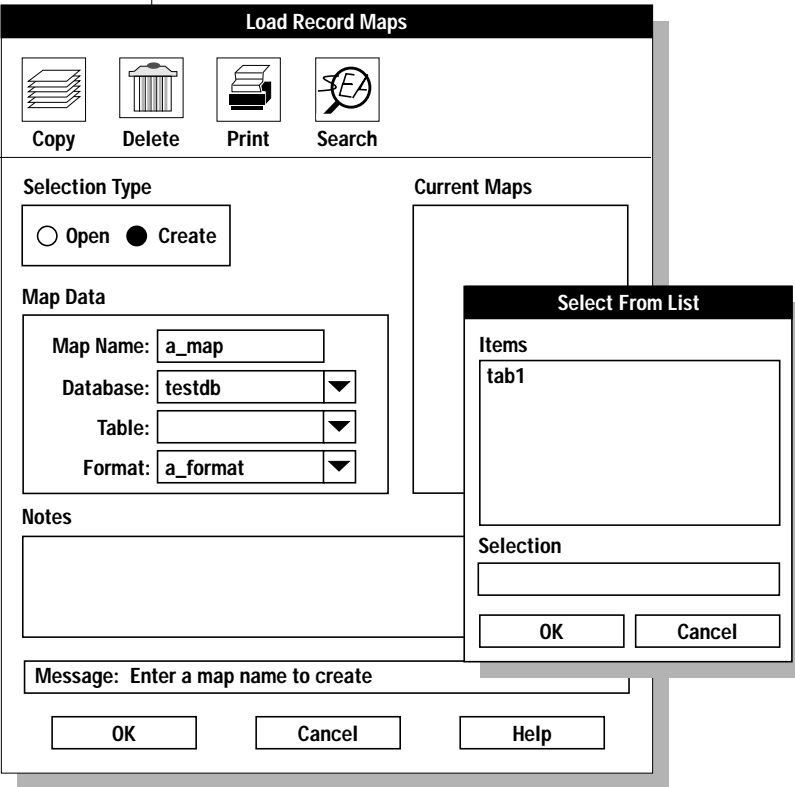 Load Record Maps
SEA
Copy Delete Print Search
Selection Type
Open Create
Current Maps
Map Data
Map Name: a_map
Database: testdb
Table:
Format: a_format
Notes
Message: Enter a map name to create
OK Cancel Help
Select From List
Items
tab1
Selection
OK Cancel